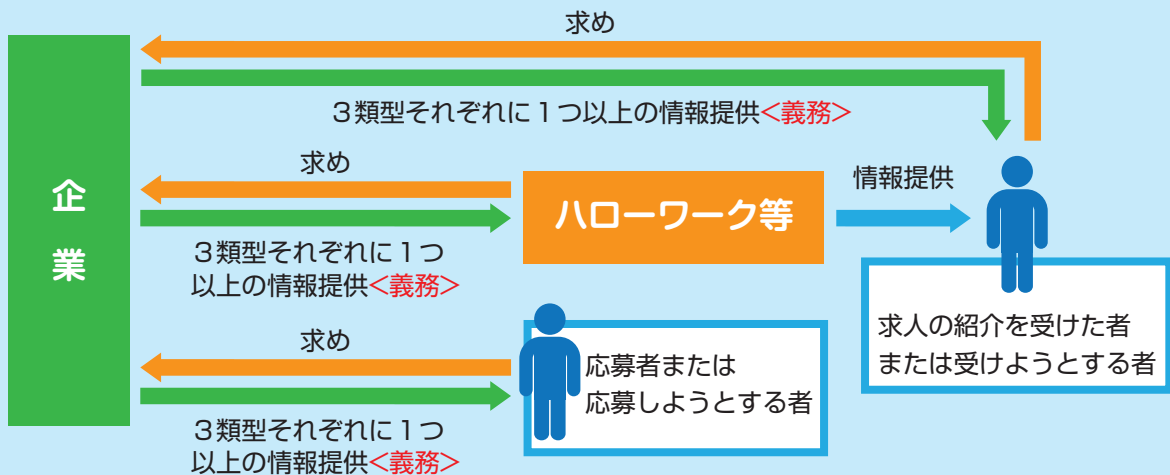 求め
3類型それぞれに1つ以上の情報提供<義務>
企業
求め
ハローワーク等
情報提供
3類型それぞれに1つ
以上の情報提供<義務>
求人の紹介を受けた者
または受けようとする者
求め
応募者または
応募しようとする者
3類型それぞれに1つ
以上の情報提供<義務>